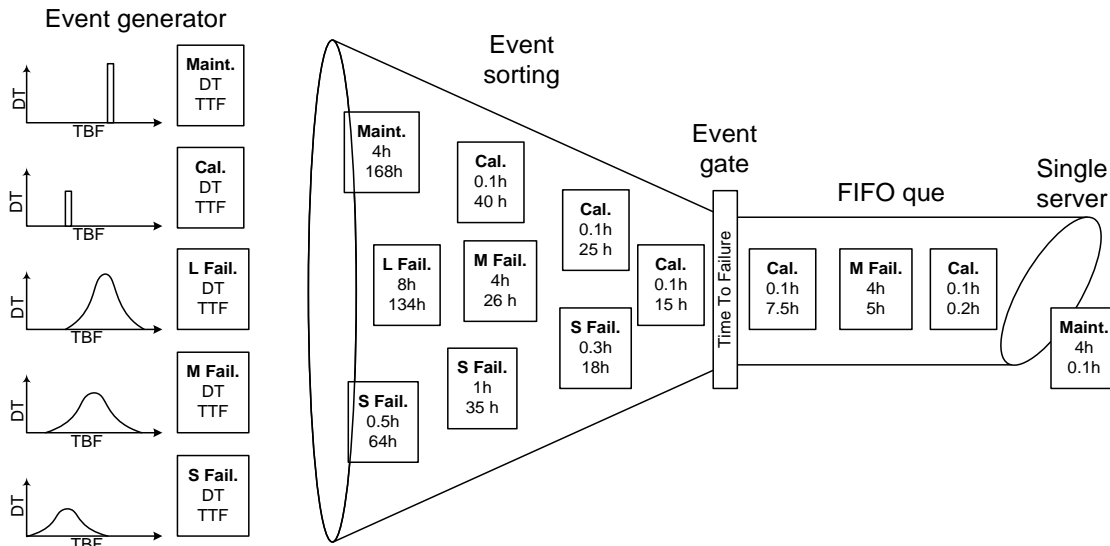 Event generator
DT
TBF
Maint.
DT
TTF
DT
TBF
Cal.
DT
TTF
DT
TBF
L Fail.
DT
TTF
DT
TBF
M Fail.
DT
TTF
DT
TBF
S Fail.
DT
TTF
Event
sorting
Maint.
4h
168h
Cal.
0.1h
40 h
Cal.
0.1h
25 h
L Fail.
8h
134h
M Fail.
4h
26 h
Cal.
0.1h
15 h
S Fail.
0.3h
18h
S Fail.
1h
35 h
S Fail.
0.5h
64h
Event
gate
Time To Failure
FIFO que
Cal.
0.1h
7.5h
M Fail.
4h
5h
Cal.
0.1h
0.2h
Single
server
Maint.
4h
0.1h